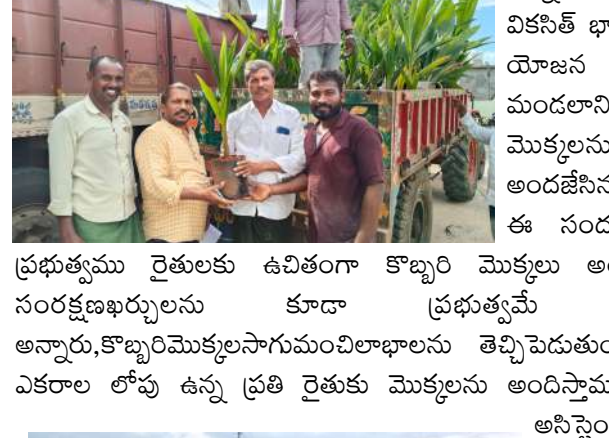 వికసిత్ భా
యోజన
మండలాని
మొక్కలను
అందజేసిన
ఈ సంద
ప్రభుత్వము రైతులకు ఉచితంగా కొబ్బరి మొక్కలు అం
సంరక్షణఖర్చులను కూడా ప్రభుత్వమే
అన్నారు,కొబ్బరిమొక్కలసాగుమంచిలాభాలను తెచ్చిపెడుతుం
ఎకరాల లోపు ఉన్న ప్రతి రైతుకు మొక్కలను అందిస్తామ
అసిస్టెం